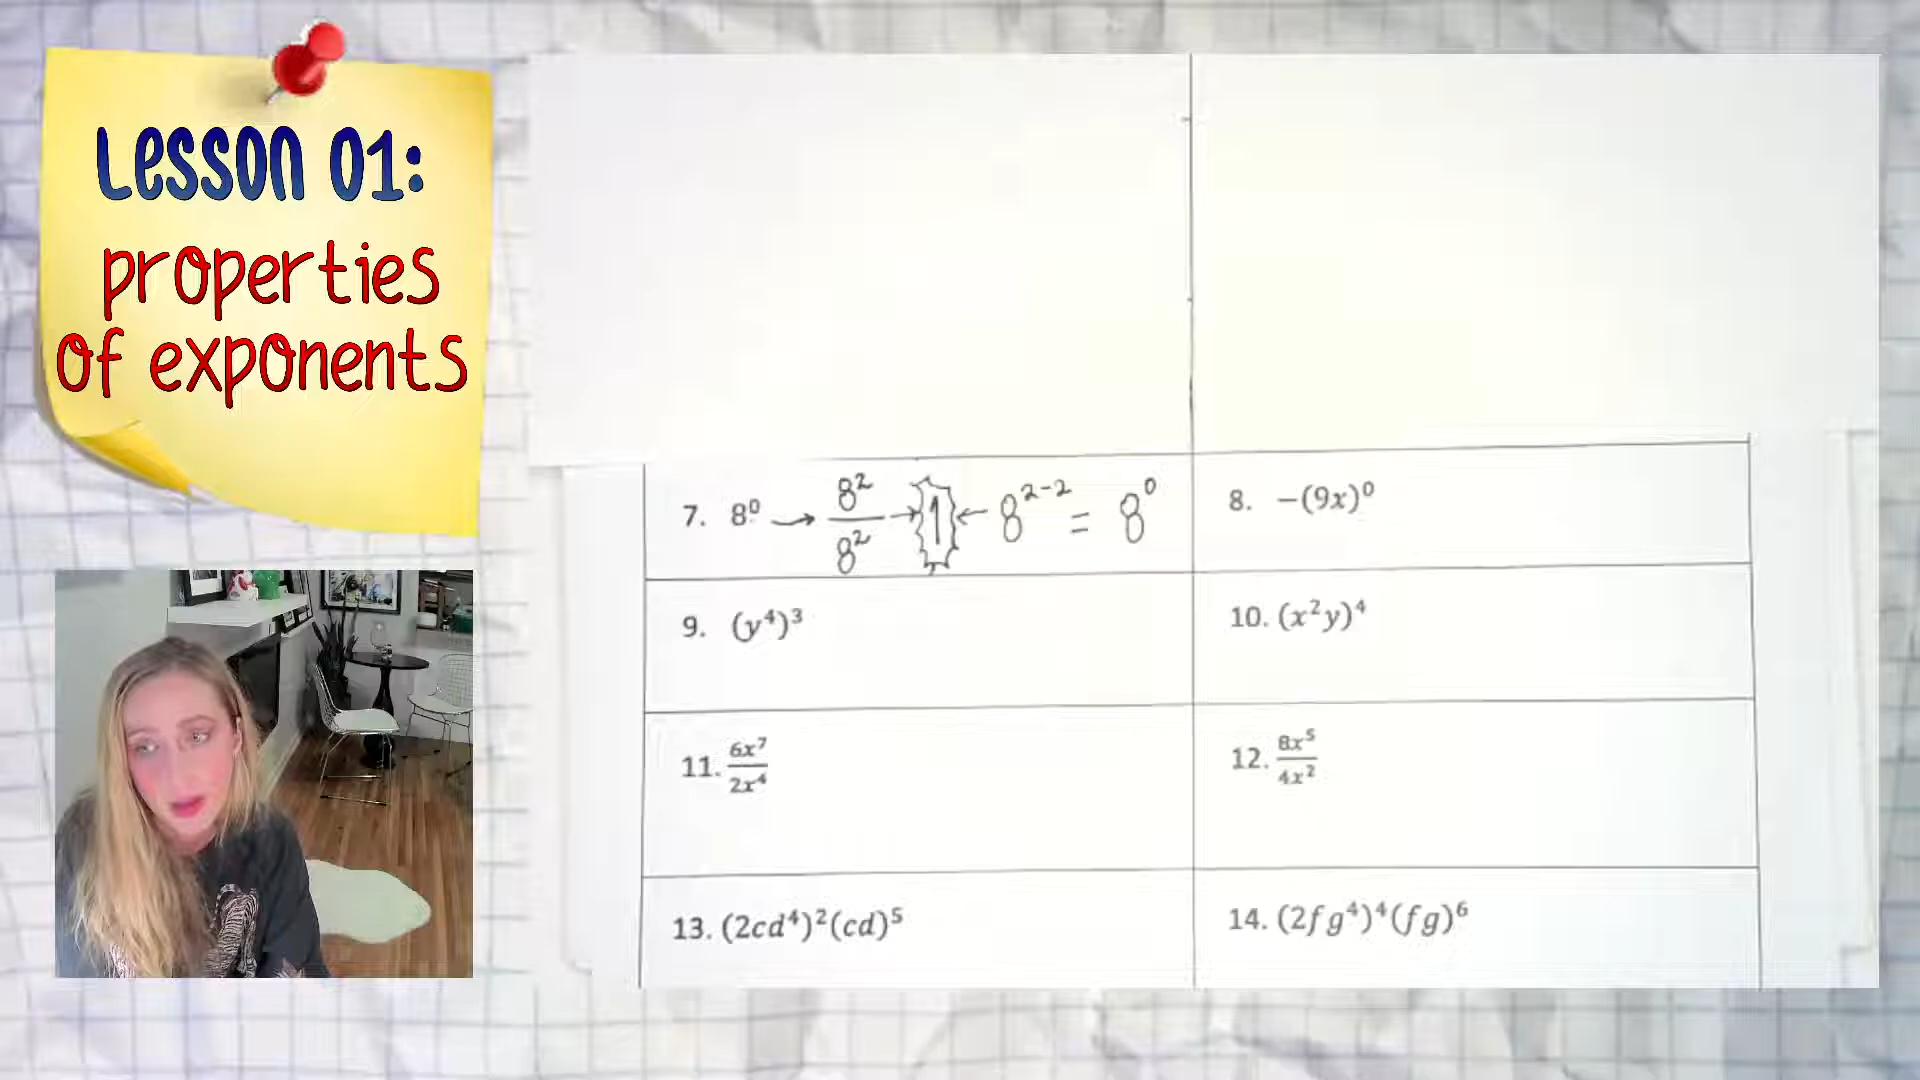 Lesson 01:
properties
of exponents
7. 8⁰ → 8²/8² → 1 ← 8²⁻² = 8⁰
8. −(9x)⁰
9. (y⁴)³
10. (x²y)⁴
11. 6x⁷/2x⁴
12. 8x⁵/4x²
13. (2cd⁴)²(cd)⁵
14. (2fg⁴)⁴(fg)⁶